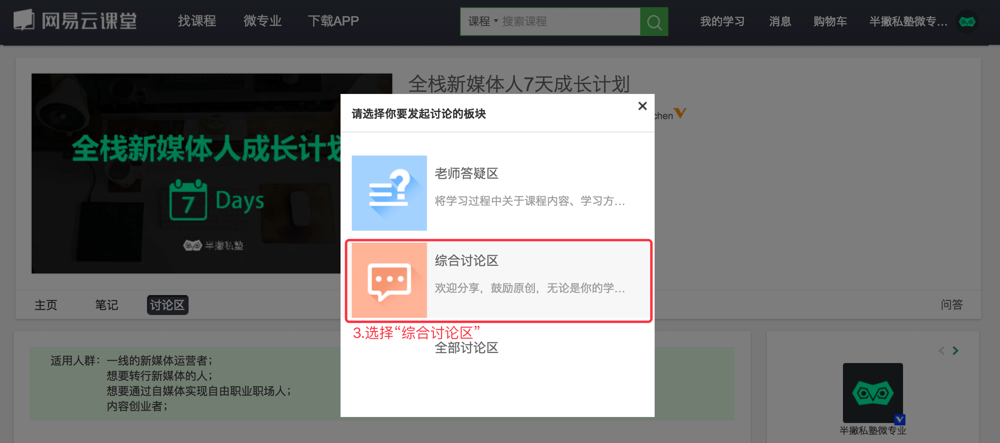 网易云课堂
找课程
微专业
下载APP
课程
搜索课程
我的学习
消息
购物车
半撇私塾微专...
全栈新媒体人7天成长计划
chen
全栈新媒体人成长计划
7
Days
半撇私塾
请选择你要发起讨论的板块
老师答疑区
将学习过程中关于课程内容、学习方...
综合讨论区
欢迎分享，鼓励原创，无论是你的学...
3.选择“综合讨论区”
全部讨论区
主页
笔记
讨论区
问答
适用人群：一线的新媒体运营者；
想要转行新媒体的人；
想要通过自媒体实现自由职业职场人；
内容创业者；
半撇私塾微专业